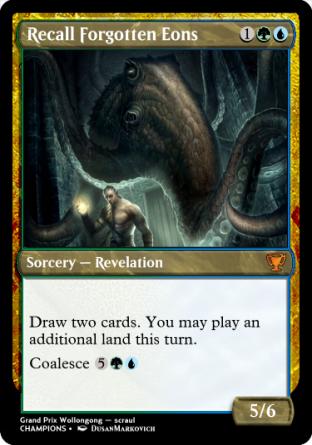 Recall Forgotten Eons 1
Sorcery — Revelation
Draw two cards. You may play an
additional land this turn.
Coalesce 5
5/6
Grand Prix Wollongong — scraul
CHAMPIONS • DusanMarkovich